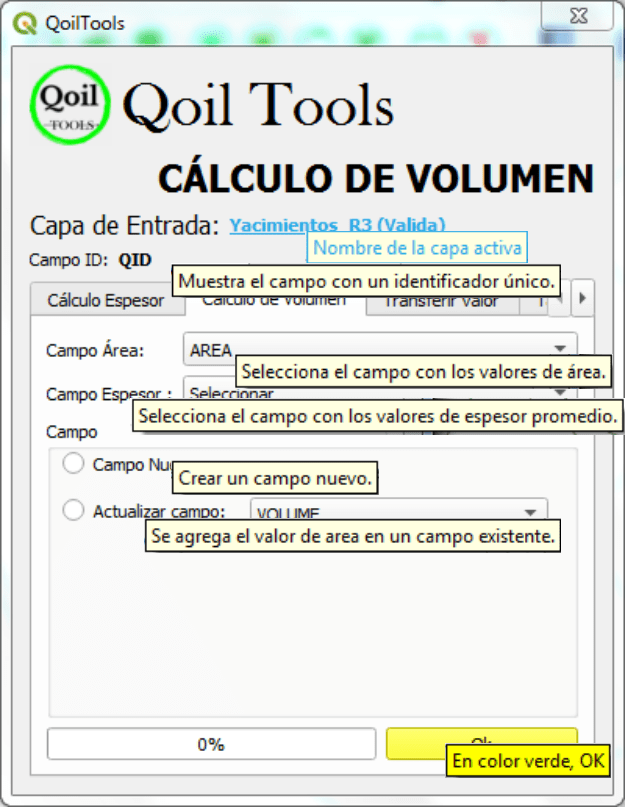 QoilTools
Qoil
TOOLS
Qoil Tools
CÁLCULO DE VOLUMEN
Capa de Entrada: Yacimientos_R3 (Valida)
Nombre de la capa activa
Campo ID: QID
Muestra el campo con un identificador único.
Cálculo Espesor Cálculo de Volumen Transferir Valor
Campo Área: AREA
Selecciona el campo con los valores de área.
Campo Espesor : Seleccionar
Selecciona el campo con los valores de espesor promedio.
Campo
Campo
Crear un campo nuevo.
Actualizar campo: VOLUME
Se agrega el valor de area en un campo existente.
0% Ok
En color verde, OK